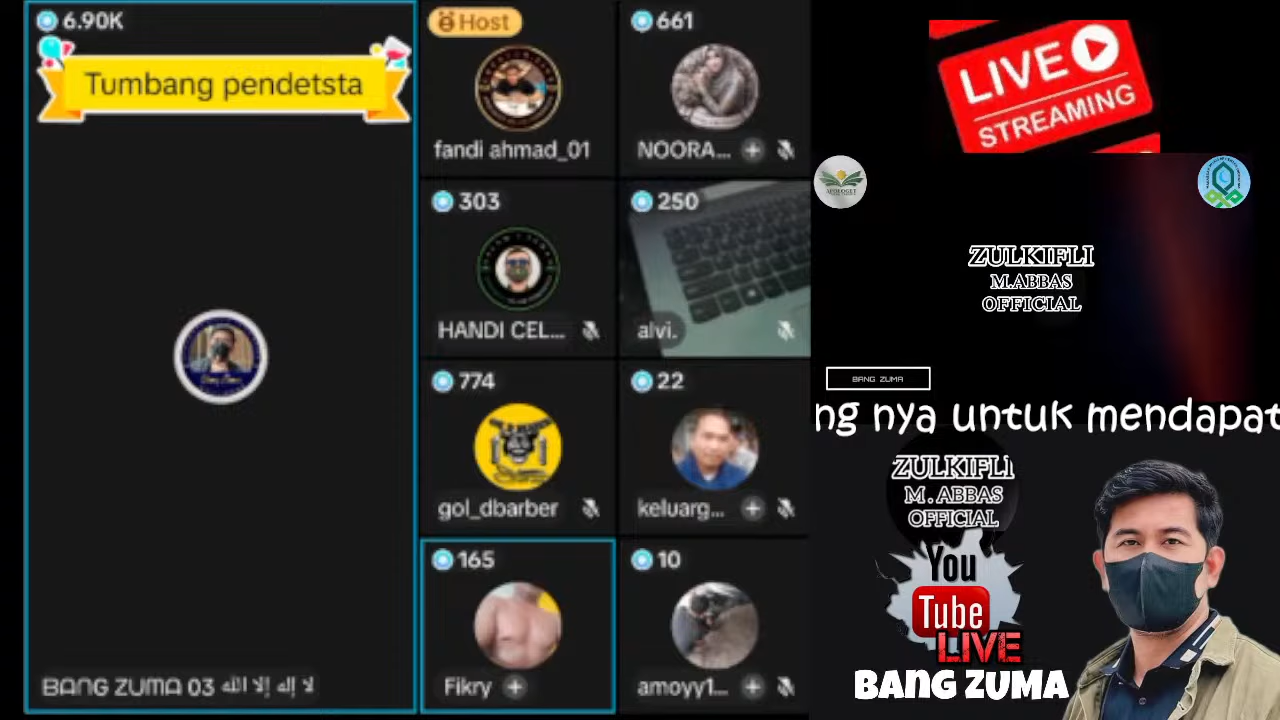 6.90K
Tumbang pendetsta
BANG ZUMA 03 لا إله إلا الله
Host
fandi ahmad_01
661
NOORA...
303
HANDI CEL...
250
alvi.
774
gol_dbarber
22
keluarg...
165
Fikry
10
amoyy1...
LIVE
STREAMING
APOLOGET
ZULKIFLI
M.ABBAS
OFFICIAL
BANG ZUMA
ng nya untuk mendapat
ZULKIFLI
M.ABBAS
OFFICIAL
You
Tube
LIVE
BANG ZUMA